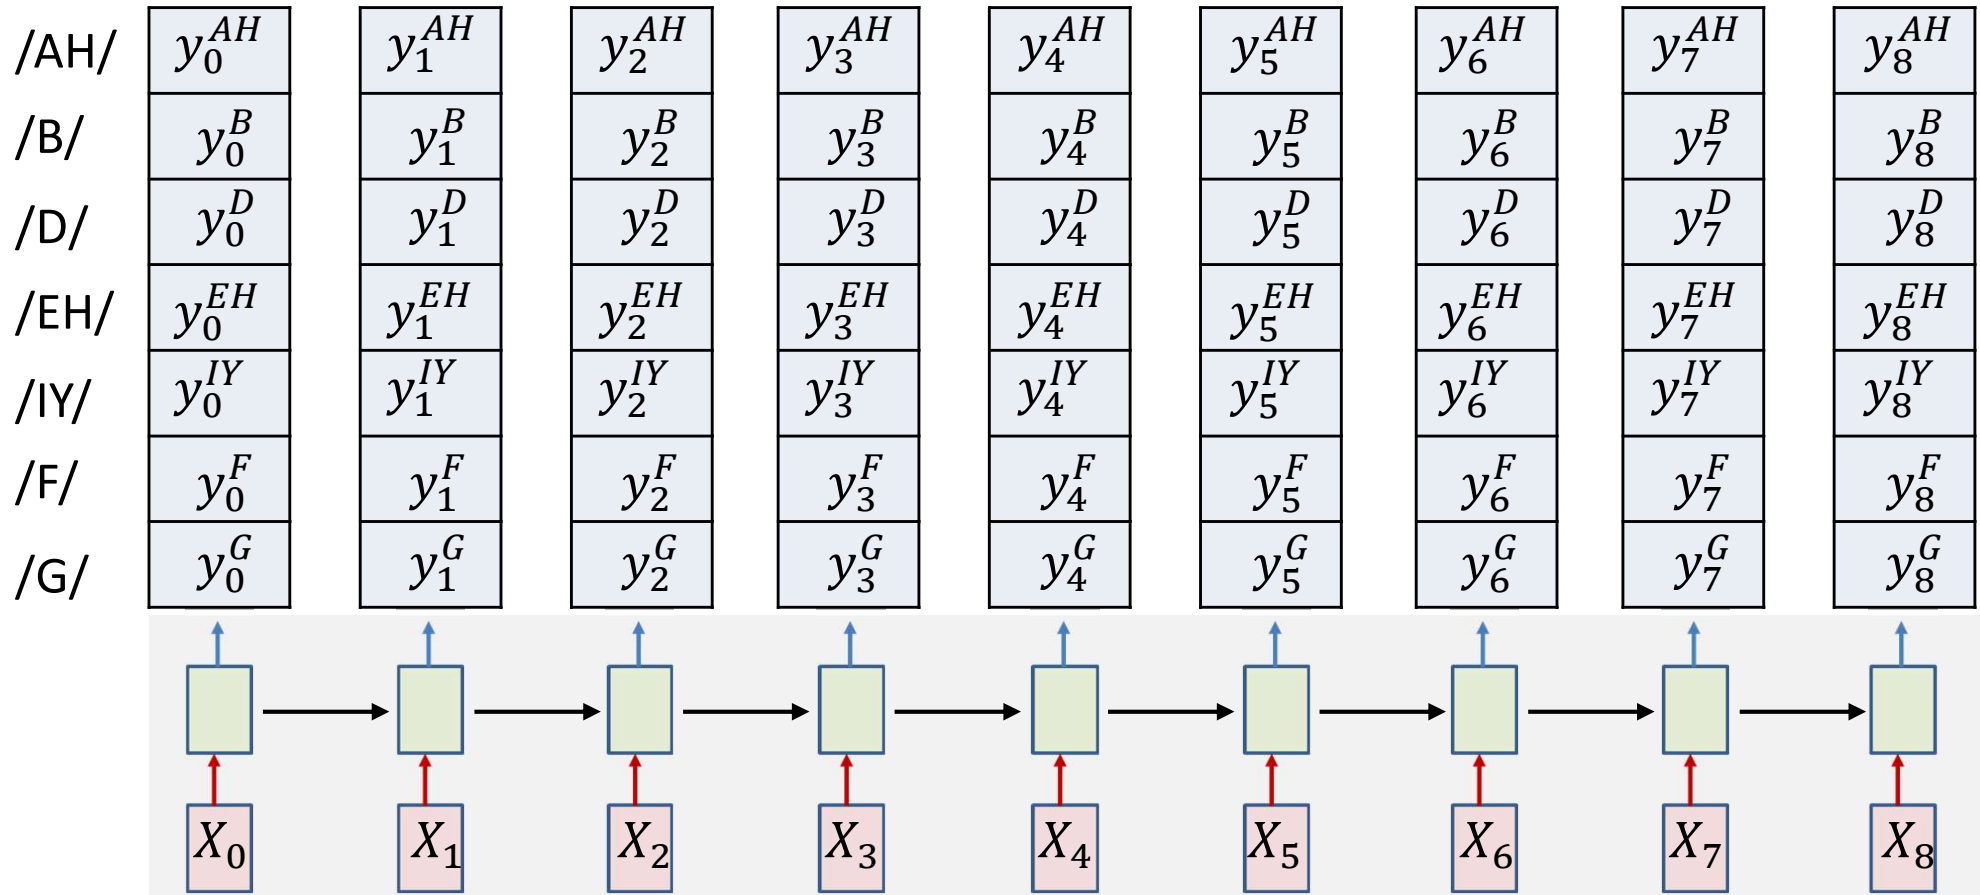 /AH/ y_0^{AH} y_1^{AH} y_2^{AH} y_3^{AH} y_4^{AH} y_5^{AH} y_6^{AH} y_7^{AH} y_8^{AH}
/B/ y_0^B y_1^B y_2^B y_3^B y_4^B y_5^B y_6^B y_7^B y_8^B
/D/ y_0^D y_1^D y_2^D y_3^D y_4^D y_5^D y_6^D y_7^D y_8^D
/EH/ y_0^{EH} y_1^{EH} y_2^{EH} y_3^{EH} y_4^{EH} y_5^{EH} y_6^{EH} y_7^{EH} y_8^{EH}
/IY/ y_0^{IY} y_1^{IY} y_2^{IY} y_3^{IY} y_4^{IY} y_5^{IY} y_6^{IY} y_7^{IY} y_8^{IY}
/F/ y_0^F y_1^F y_2^F y_3^F y_4^F y_5^F y_6^F y_7^F y_8^F
/G/ y_0^G y_1^G y_2^G y_3^G y_4^G y_5^G y_6^G y_7^G y_8^G
X_0 X_1 X_2 X_3 X_4 X_5 X_6 X_7 X_8